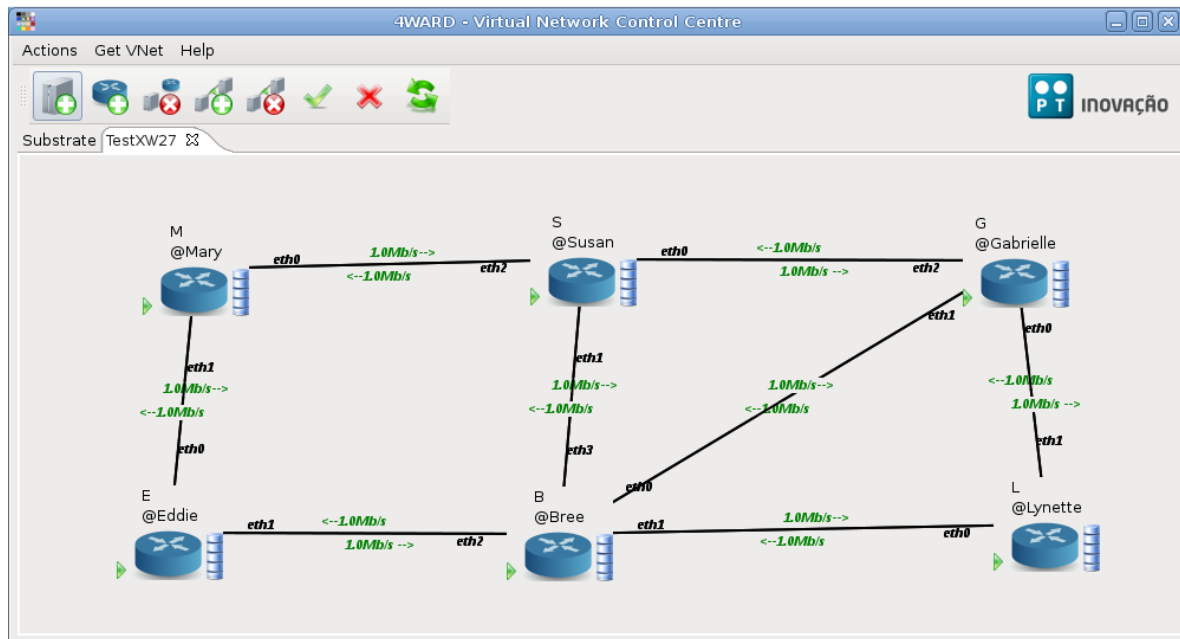 4WARD - Virtual Network Control Centre
Actions Get VNet Help
PT INOVAÇÃO
Substrate TestXW27
M
@Mary
S
@Susan
G
@Gabrielle
eth0 1.0Mb/s-->
<--1.0Mb/s eth2
eth0 <--1.0Mb/s
1.0Mb/s --> eth2
eth1
1.0Mb/s-->
<--1.0Mb/s
eth0
eth1
1.0Mb/s-->
<--1.0Mb/s
eth3
eth1
1.0Mb/s-->
<--1.0Mb/s
eth0
eth0
<--1.0Mb/s
1.0Mb/s -->
eth1
E
@Eddie
B
@Bree
L
@Lynette
eth1 <--1.0Mb/s
1.0Mb/s --> eth2
eth1 1.0Mb/s-->
<--1.0Mb/s eth0